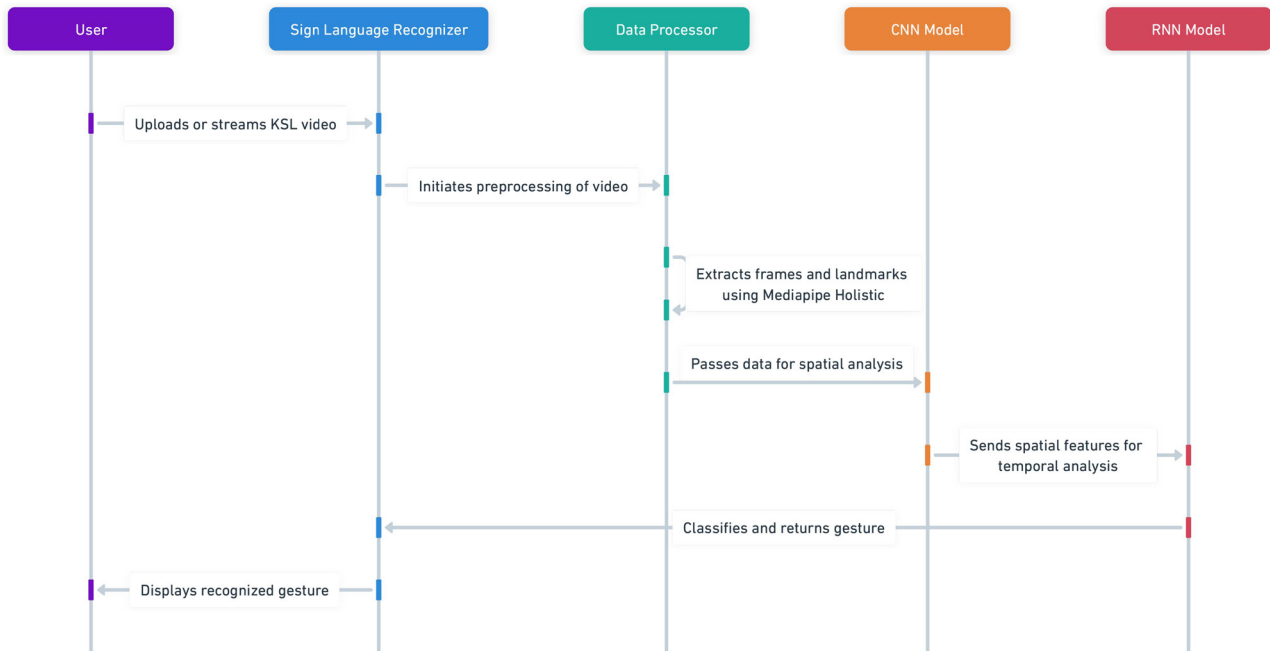 User
Sign Language Recognizer
Data Processor
CNN Model
RNN Model
Uploads or streams KSL video
Initiates preprocessing of video
Extracts frames and landmarks
using Mediapipe Holistic
Passes data for spatial analysis
Sends spatial features for
temporal analysis
Classifies and returns gesture
Displays recognized gesture